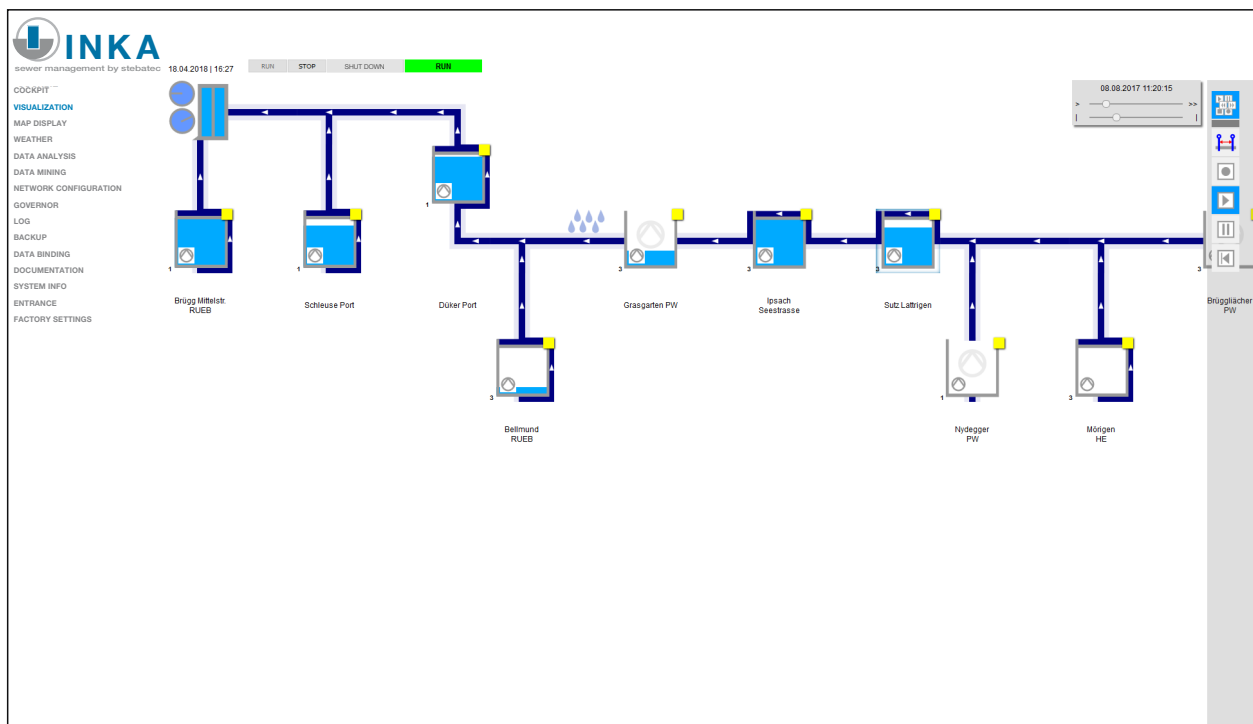 INKA
sewer management by stebatec
18.04.2018 | 16:27
RUN
STOP
SHUT DOWN
RUN
COCKPIT
VISUALIZATION
MAP DISPLAY
WEATHER
DATA ANALYSIS
DATA MINING
NETWORK CONFIGURATION
GOVERNOR
LOG
BACKUP
DATA BINDING
DOCUMENTATION
SYSTEM INFO
ENTRANCE
FACTORY SETTINGS
08.08.2017 11:20:15
>
>>
|
|
1
1
1
3
3
3
3
Brügg Mittelstr.
RUEB
Schleuse Port
Düker Port
Grasgarten PW
Ipsach
Seestrasse
Sutz Lattrigen
Brüggliächer
PW
3
1
3
Bellmund
RUEB
Nydegger
PW
Mörigen
HE